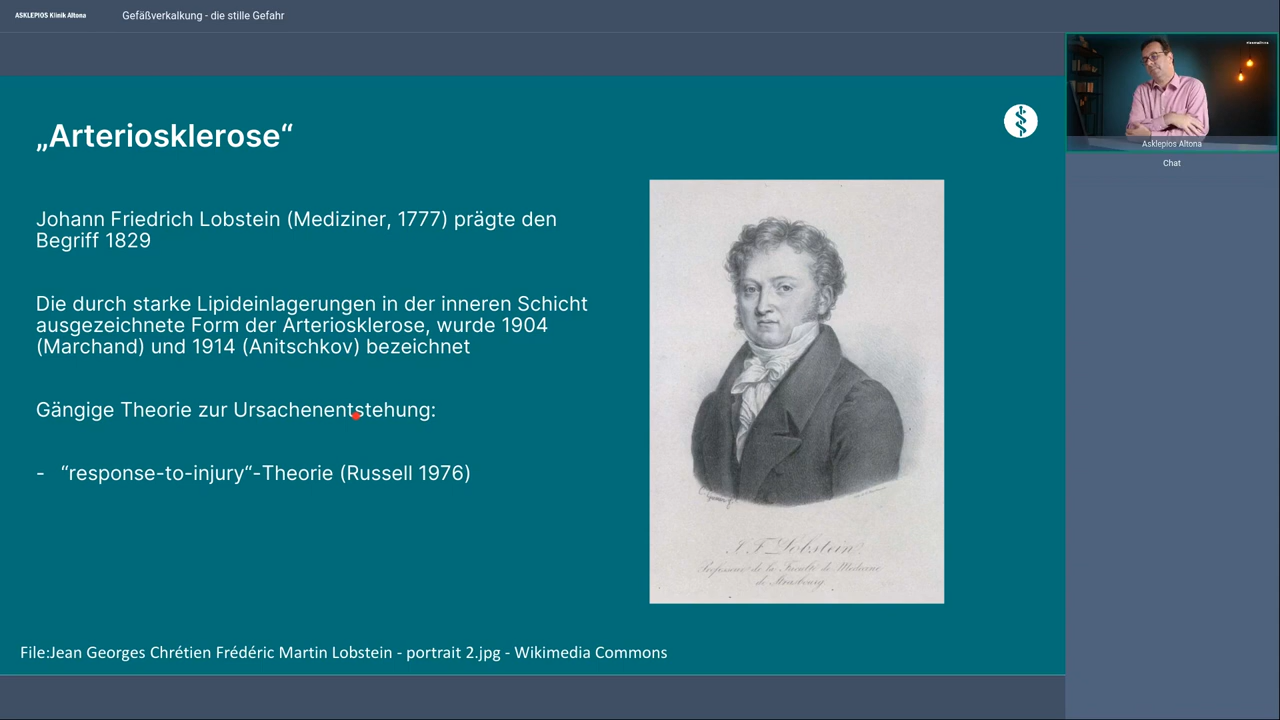 ASKLEPIOS Klinik Altona
Gefäßverkalkung - die stille Gefahr
„Arteriosklerose“
Johann Friedrich Lobstein (Mediziner, 1777) prägte den
Begriff 1829
Die durch starke Lipideinlagerungen in der inneren Schicht
ausgezeichnete Form der Arteriosklerose, wurde 1904
(Marchand) und 1914 (Anitschkov) bezeichnet
Gängige Theorie zur Ursachenentstehung:
- “response-to-injury“-Theorie (Russell 1976)
J F Lobstein
Professeur de la Faculté de Médecine
de Strasbourg
File:Jean Georges Chrétien Frédéric Martin Lobstein - portrait 2.jpg - Wikimedia Commons
Asklepios Altona
Chat